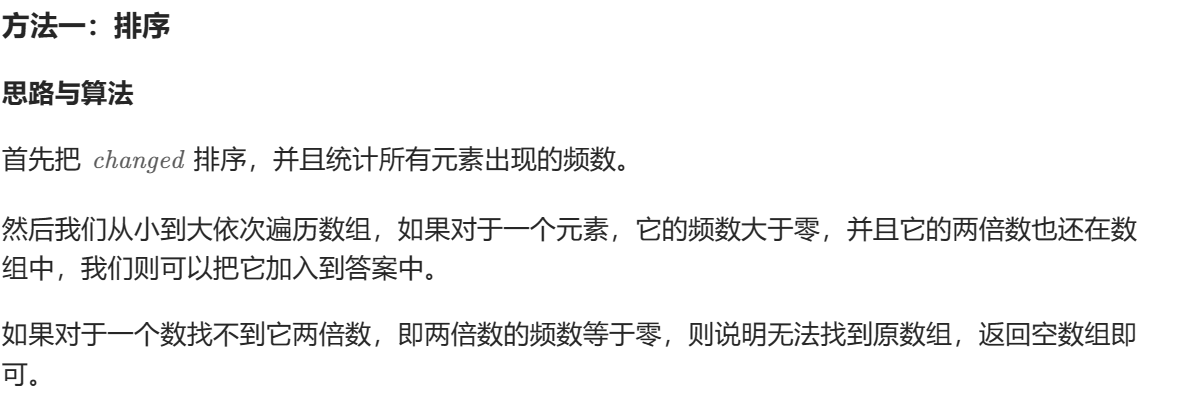 方法一：排序
思路与算法
首先把 changed 排序，并且统计所有元素出现的频数。
然后我们从小到大依次遍历数组，如果对于一个元素，它的频数大于零，并且它的两倍数也还在数
组中，我们则可以把它加入到答案中。
如果对于一个数找不到它两倍数，即两倍数的频数等于零，则说明无法找到原数组，返回空数组即
可。